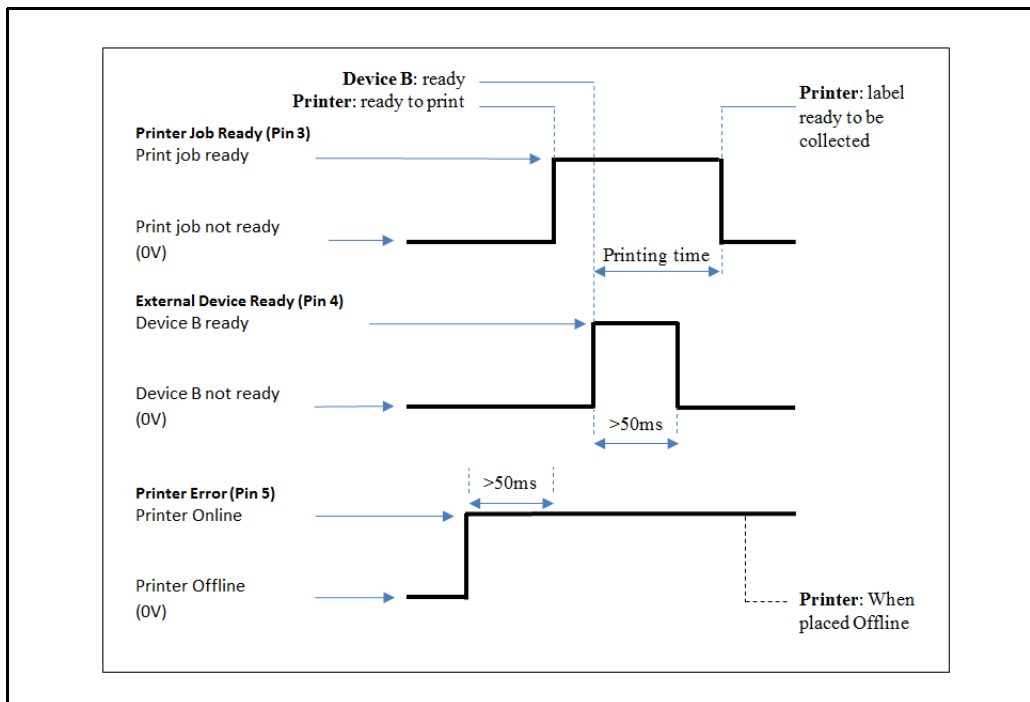 Device B: ready
Printer: ready to print
Printer: label
ready to be
collected
Printer Job Ready (Pin 3)
Print job ready
Print job not ready
(0V)
Printing time
External Device Ready (Pin 4)
Device B ready
Device B not ready
(0V)
>50ms
>50ms
Printer Error (Pin 5)
Printer Online
Printer Offline
(0V)
Printer: When
placed Offline